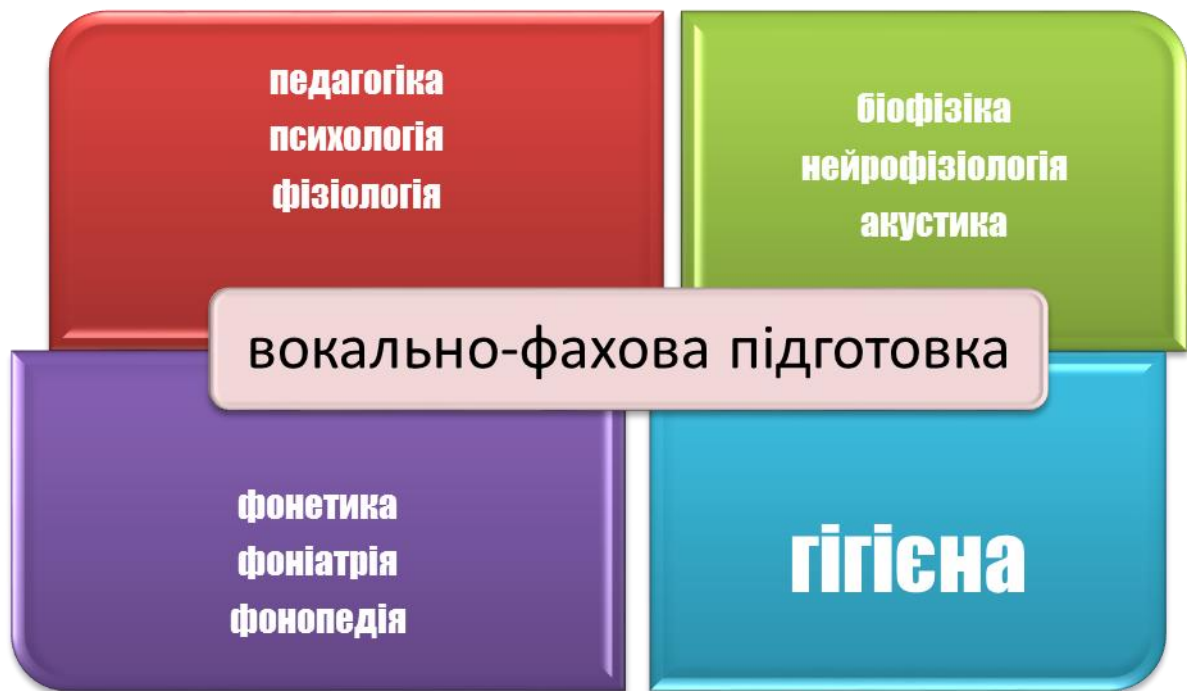 педагогіка
психологія
фізіологія
біофізіка
нейрофізіологія
акустика
вокально-фахова підготовка
фонетика
фоніатрія
фонопедія
гігієна